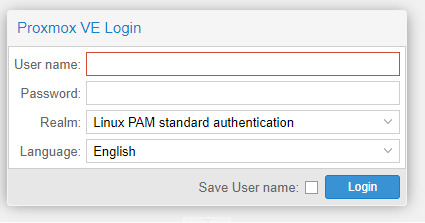 Proxmox VE Login
User name:
Password:
Realm: Linux PAM standard authentication
Language: English
Save User name: Login